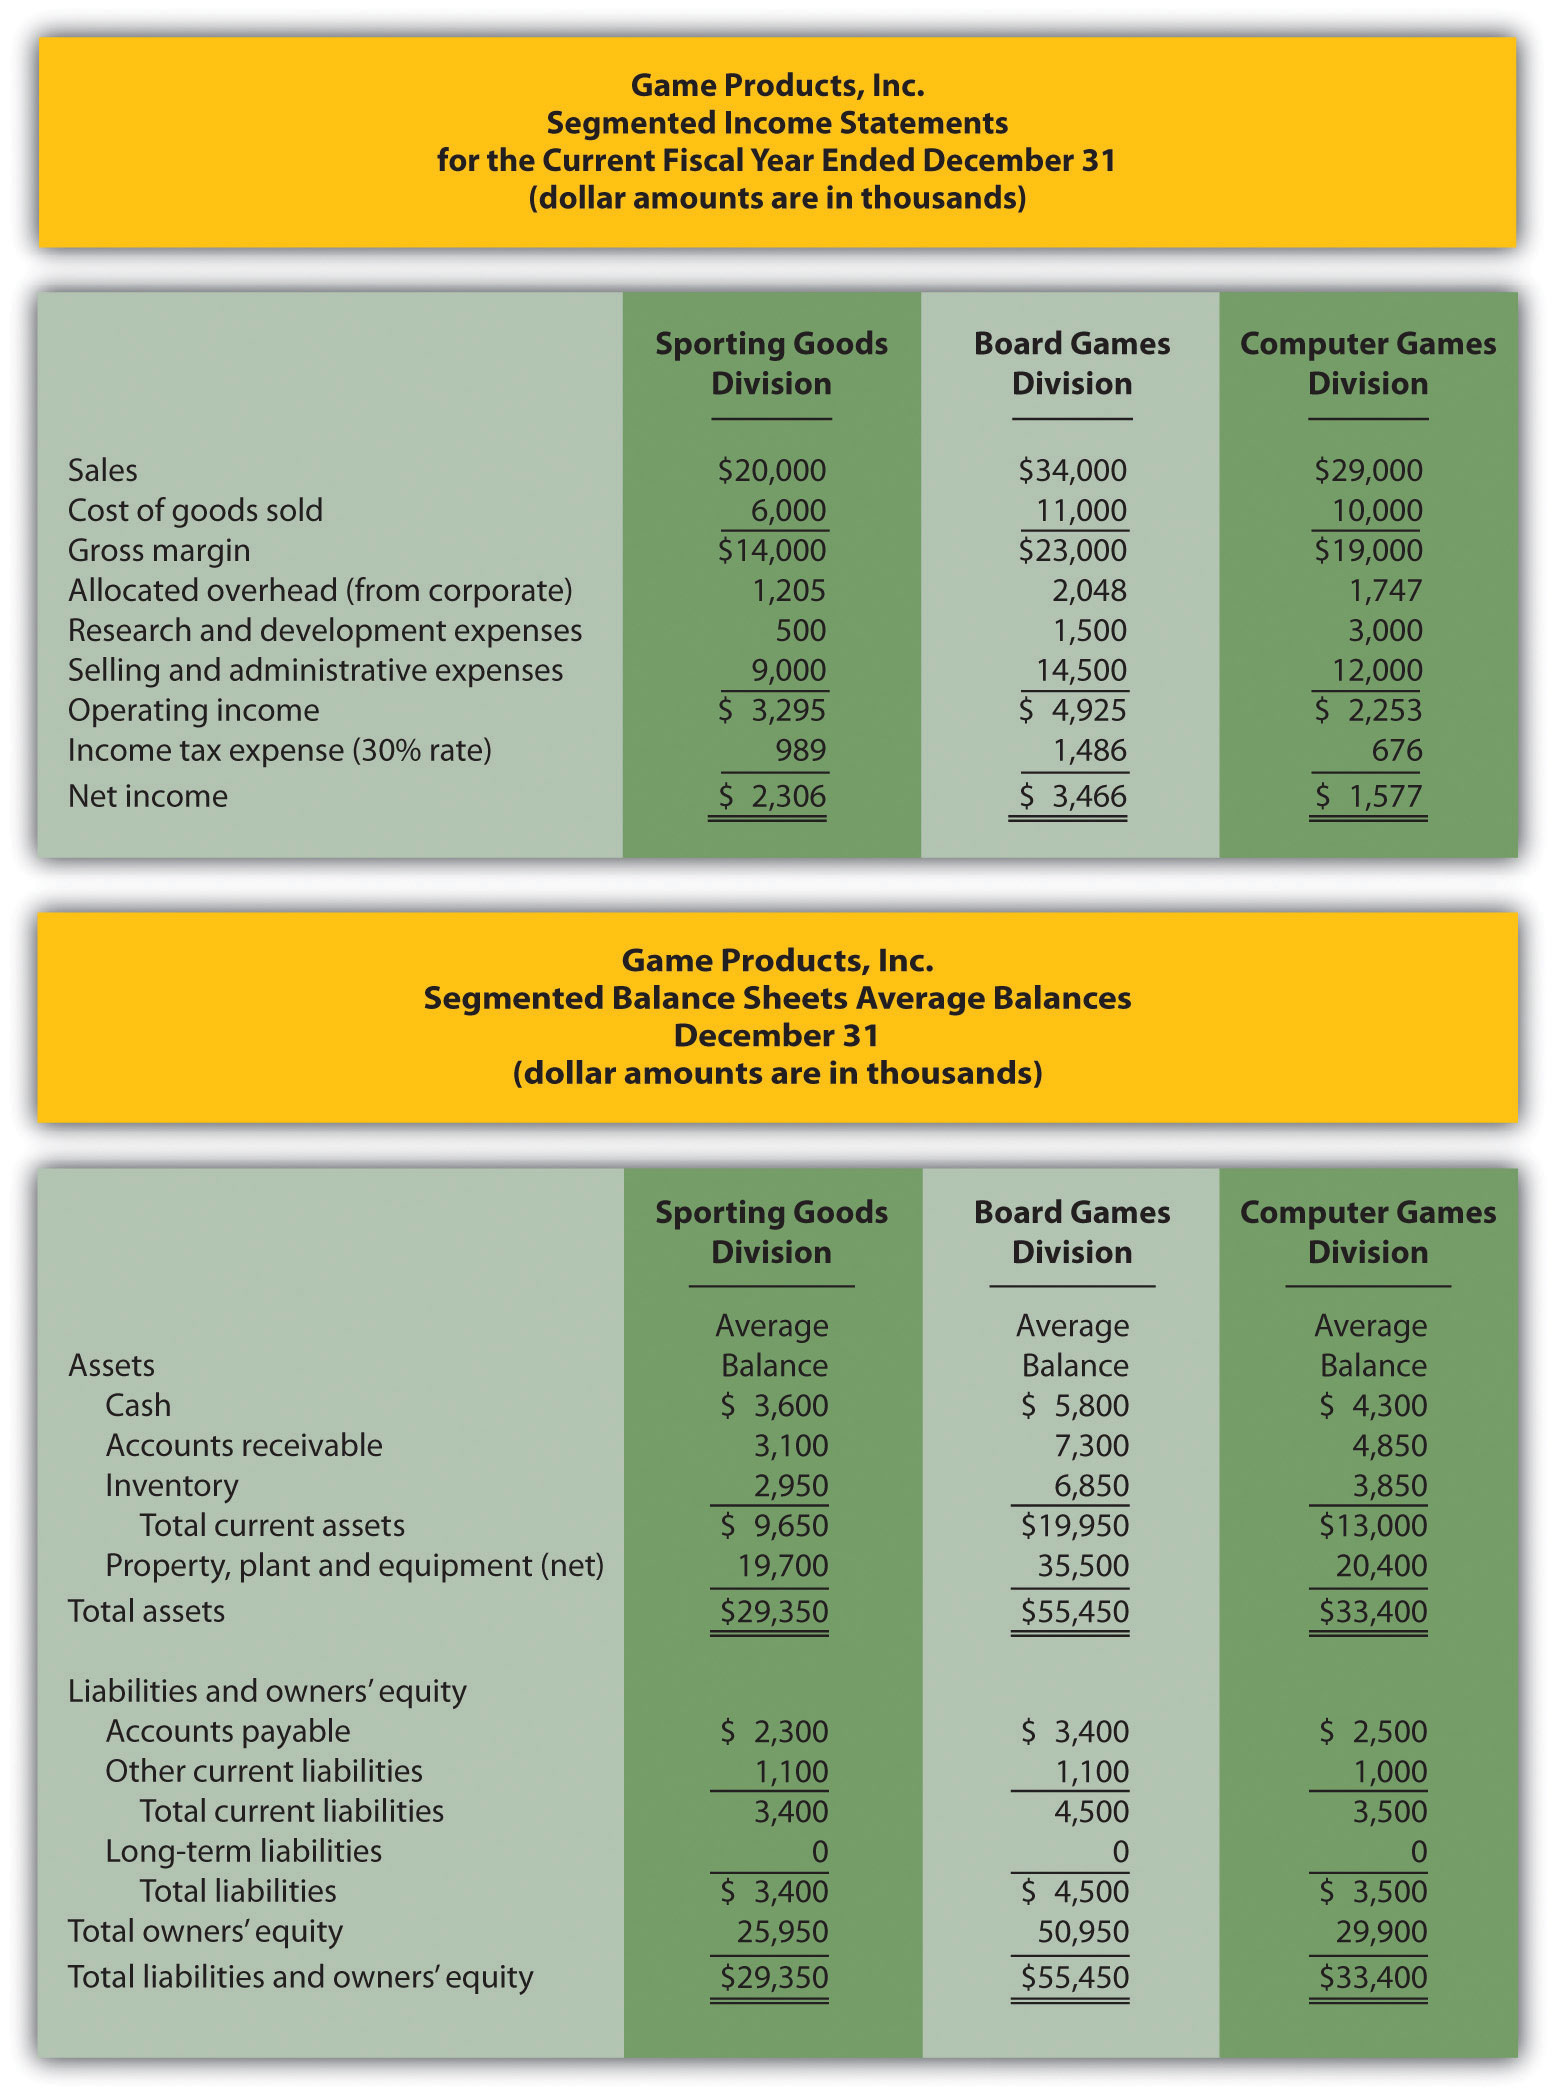 Game Products, Inc.
Segmented Income Statements
for the Current Fiscal Year Ended December 31
(dollar amounts are in thousands)
Sporting Goods Division Board Games Division Computer Games Division
Sales $20,000 $34,000 $29,000
Cost of goods sold 6,000 11,000 10,000
Gross margin $14,000 $23,000 $19,000
Allocated overhead (from corporate) 1,205 2,048 1,747
Research and development expenses 500 1,500 3,000
Selling and administrative expenses 9,000 14,500 12,000
Operating income $ 3,295 $ 4,925 $ 2,253
Income tax expense (30% rate) 989 1,486 676
Net income $ 2,306 $ 3,466 $ 1,577
Game Products, Inc.
Segmented Balance Sheets Average Balances
December 31
(dollar amounts are in thousands)
Sporting Goods Division Board Games Division Computer Games Division
Average Average Average
Assets Balance Balance Balance
Cash $ 3,600 $ 5,800 $ 4,300
Accounts receivable 3,100 7,300 4,850
Inventory 2,950 6,850 3,850
Total current assets $ 9,650 $19,950 $13,000
Property, plant and equipment (net) 19,700 35,500 20,400
Total assets $29,350 $55,450 $33,400
Liabilities and owners’ equity
Accounts payable $ 2,300 $ 3,400 $ 2,500
Other current liabilities 1,100 1,100 1,000
Total current liabilities 3,400 4,500 3,500
Long-term liabilities 0 0 0
Total liabilities $ 3,400 $ 4,500 $ 3,500
Total owners’ equity 25,950 50,950 29,900
Total liabilities and owners’ equity $29,350 $55,450 $33,400